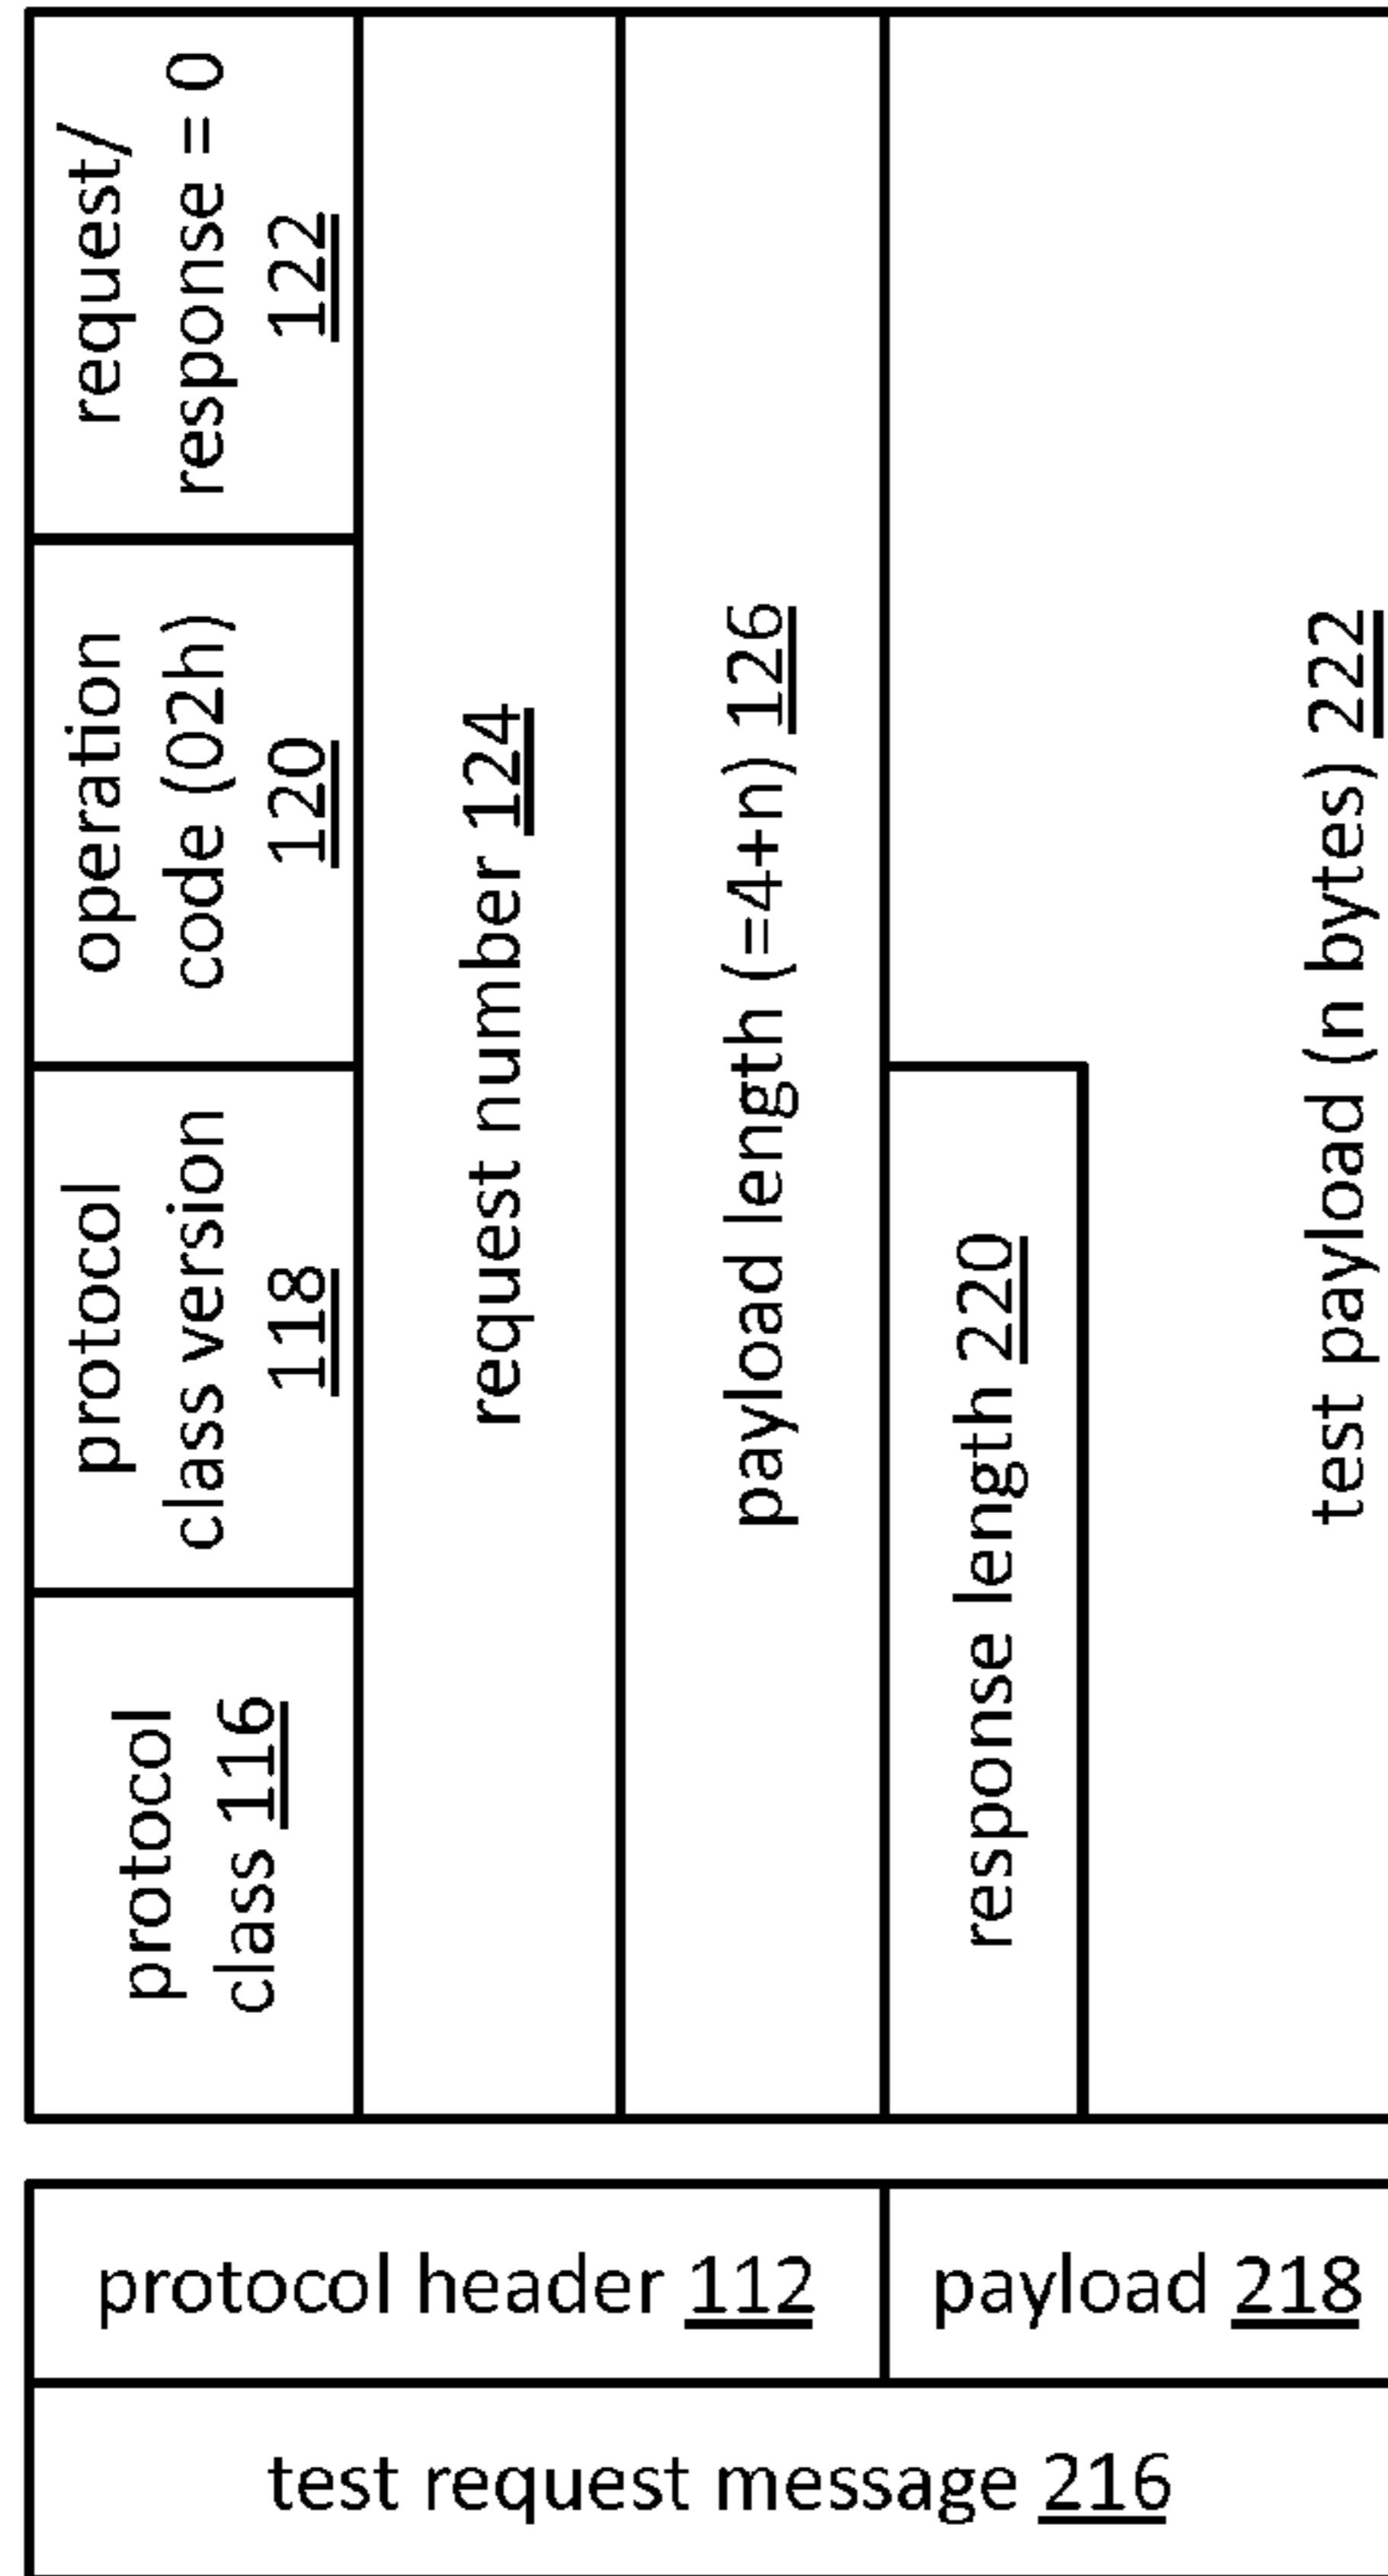 protocol
class 116
protocol
class version
118
operation
code (02h)
120
request/
response = 0
122
request number 124
payload length (=4+n) 126
response length 220
test payload (n bytes) 222
protocol header 112
payload 218
test request message 216